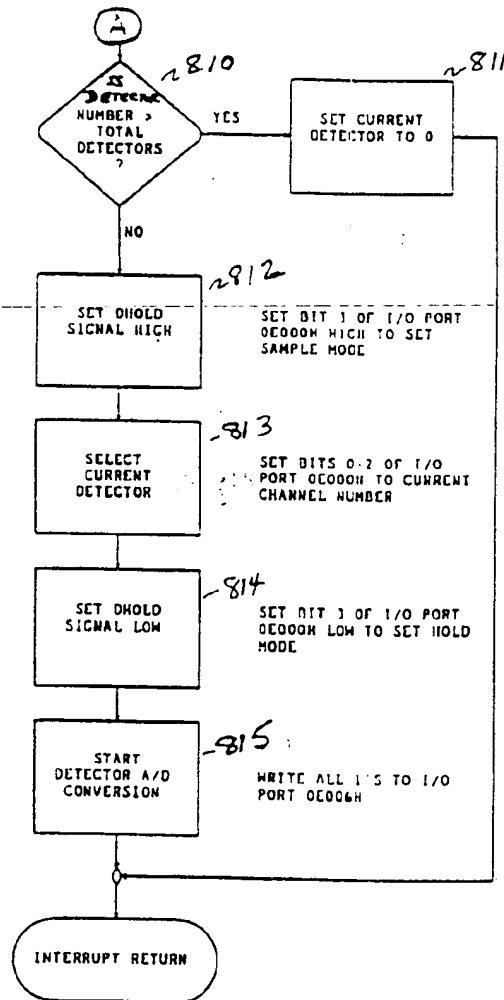 A
810
IS
DETECTOR
NUMBER >
TOTAL
DETECTORS
?
YES
811
SET CURRENT
DETECTOR TO 0
NO
812
SET DHOLD
SIGNAL HIGH
SET BIT 3 OF I/O PORT
0E000H HIGH TO SET
SAMPLE MODE
813
SELECT
CURRENT
DETECTOR
SET BITS 0-2 OF I/O
PORT 0E000H TO CURRENT
CHANNEL NUMBER
814
SET DHOLD
SIGNAL LOW
SET BIT 3 OF I/O PORT
0E000H LOW TO SET HOLD
MODE
815
START
DETECTOR A/D
CONVERSION
WRITE ALL 1'S TO I/O
PORT 0E006H
INTERRUPT RETURN